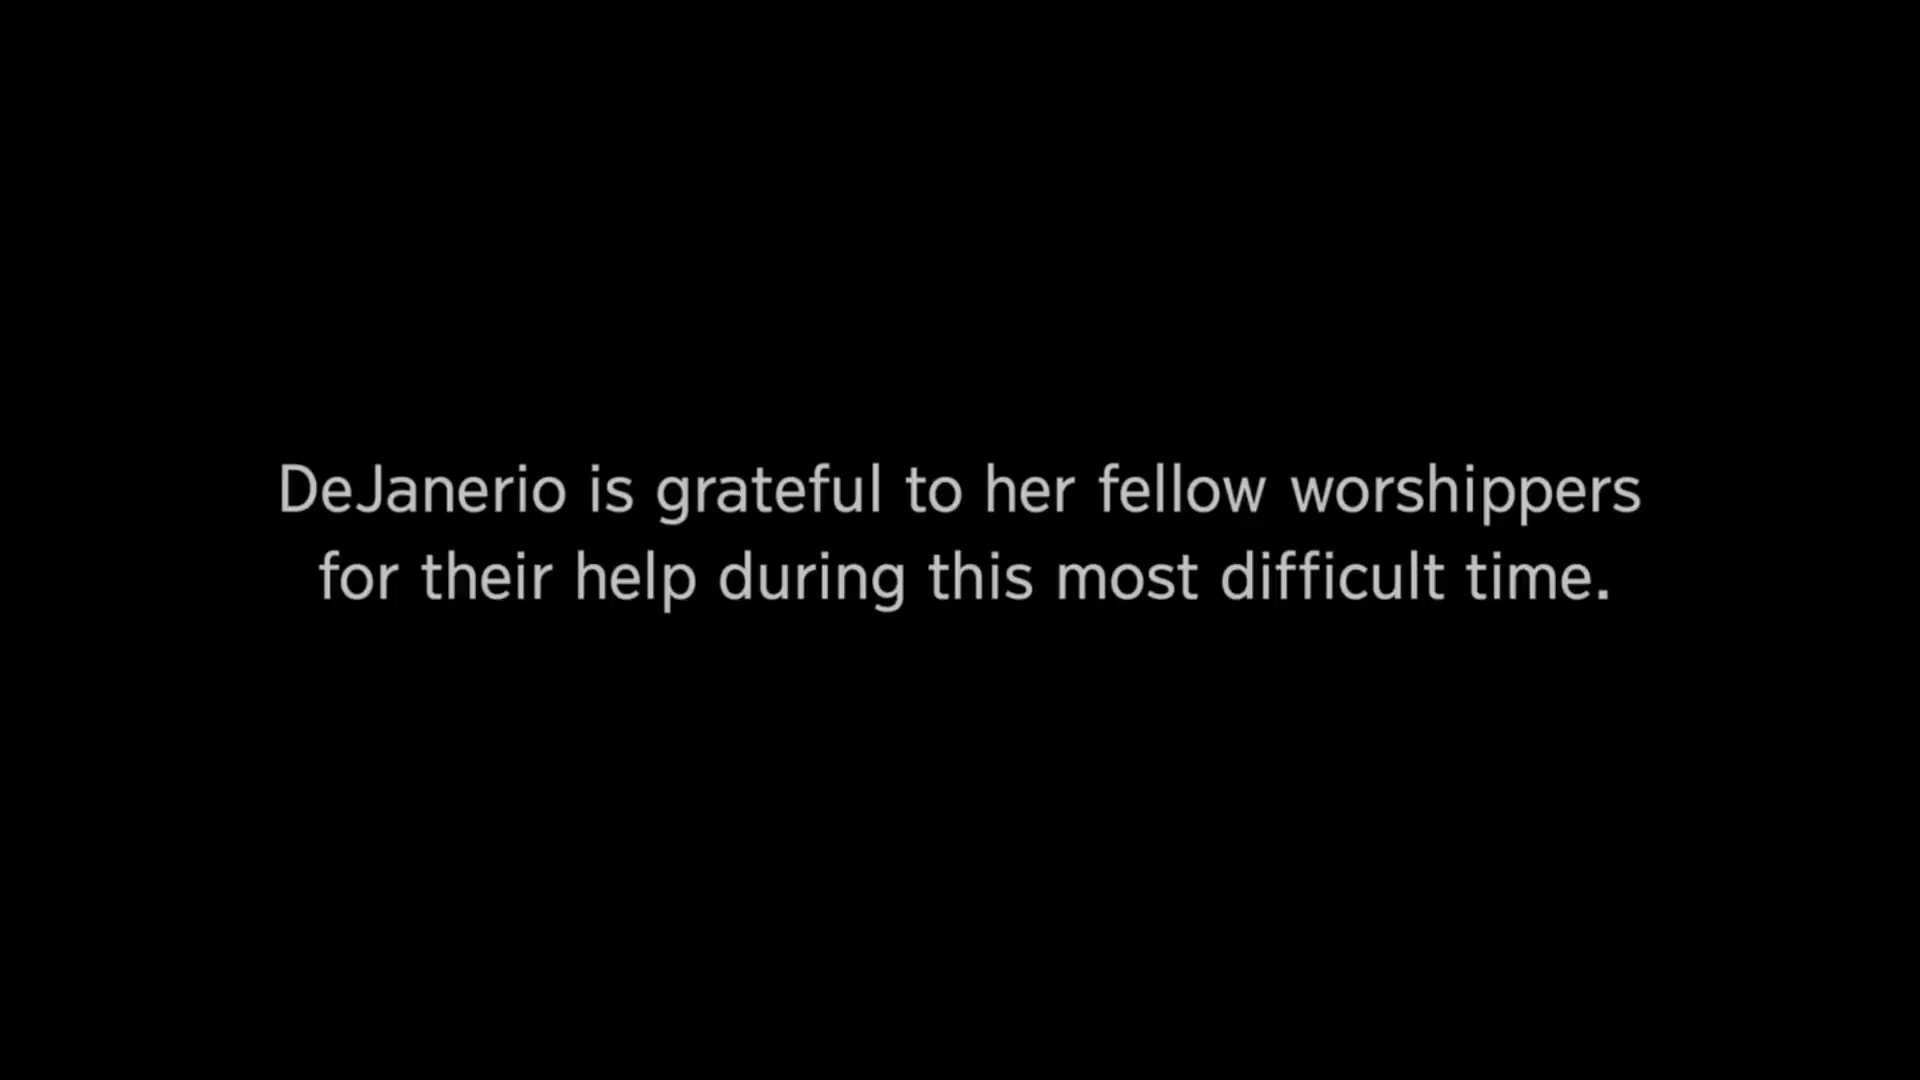 DeJanerio is grateful to her fellow worshippers
for their help during this most difficult time.